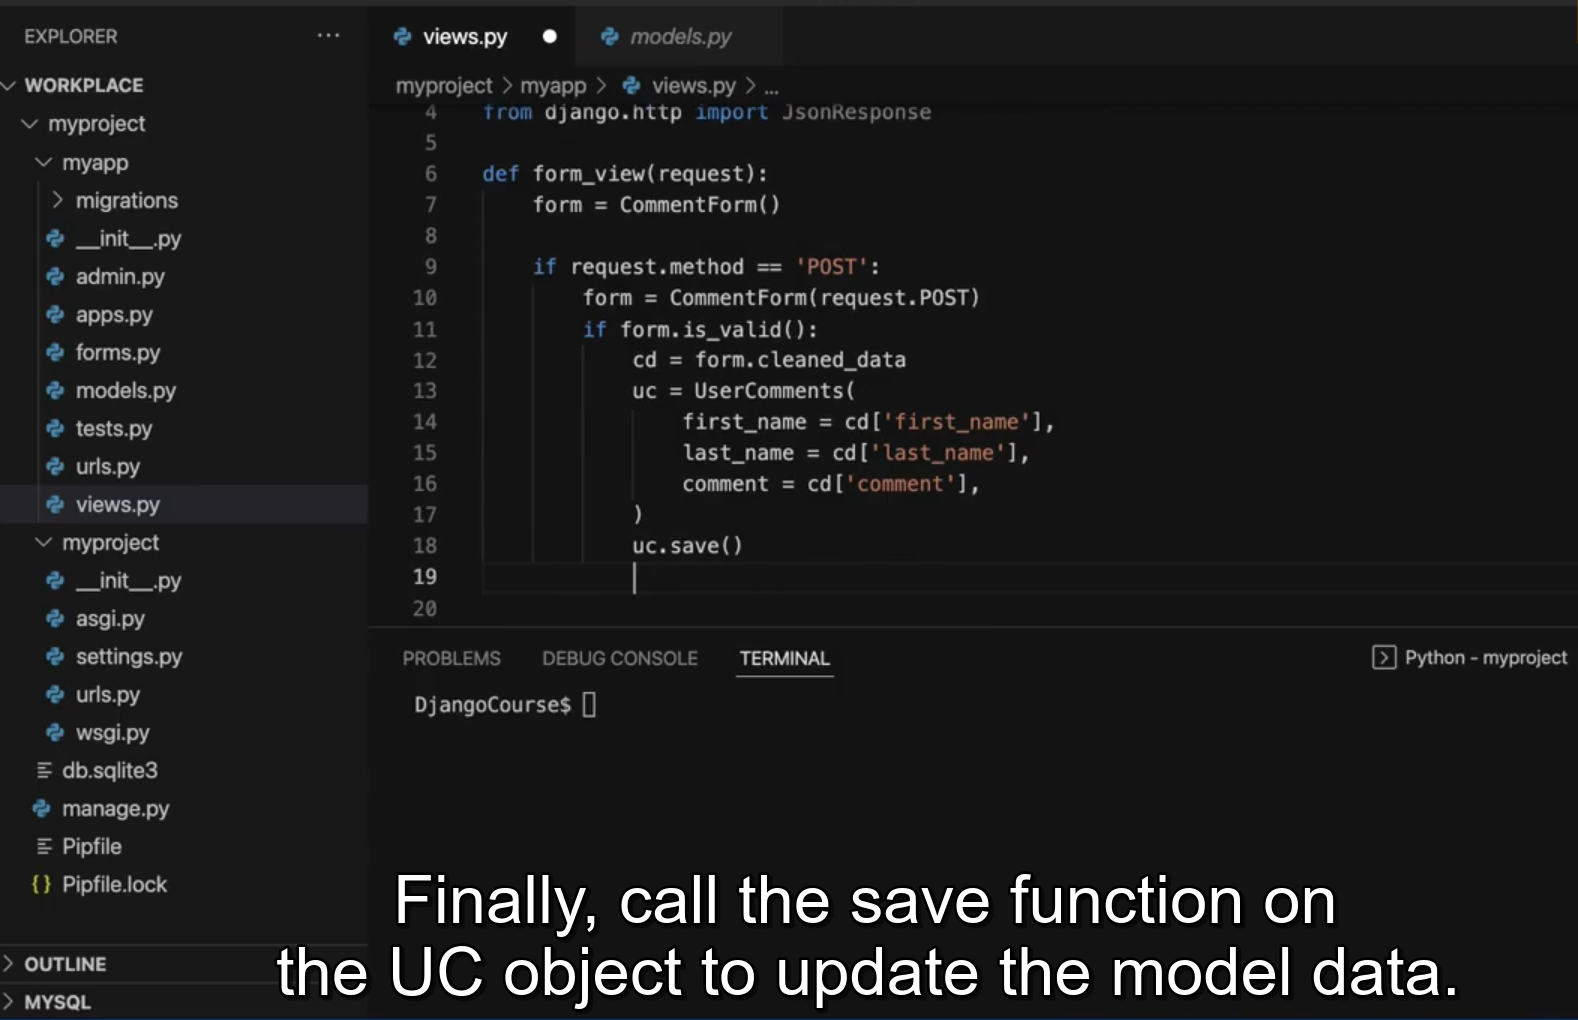 EXPLORER
WORKPLACE
myproject
myapp
migrations
__init__.py
admin.py
apps.py
forms.py
models.py
tests.py
urls.py
views.py
myproject
__init__.py
asgi.py
settings.py
urls.py
wsgi.py
db.sqlite3
manage.py
Pipfile
{} Pipfile.lock
OUTLINE
MYSQL
views.py
models.py
myproject > myapp > views.py > ...
4 from django.http import JsonResponse
5
6 def form_view(request):
7 form = CommentForm()
8
9 if request.method == 'POST':
10 form = CommentForm(request.POST)
11 if form.is_valid():
12 cd = form.cleaned_data
13 uc = UserComments(
14 first_name = cd['first_name'],
15 last_name = cd['last_name'],
16 comment = cd['comment'],
17 )
18 uc.save()
19
20
PROBLEMS DEBUG CONSOLE TERMINAL
Python - myproject
DjangoCourse$
Finally, call the save function on
the UC object to update the model data.